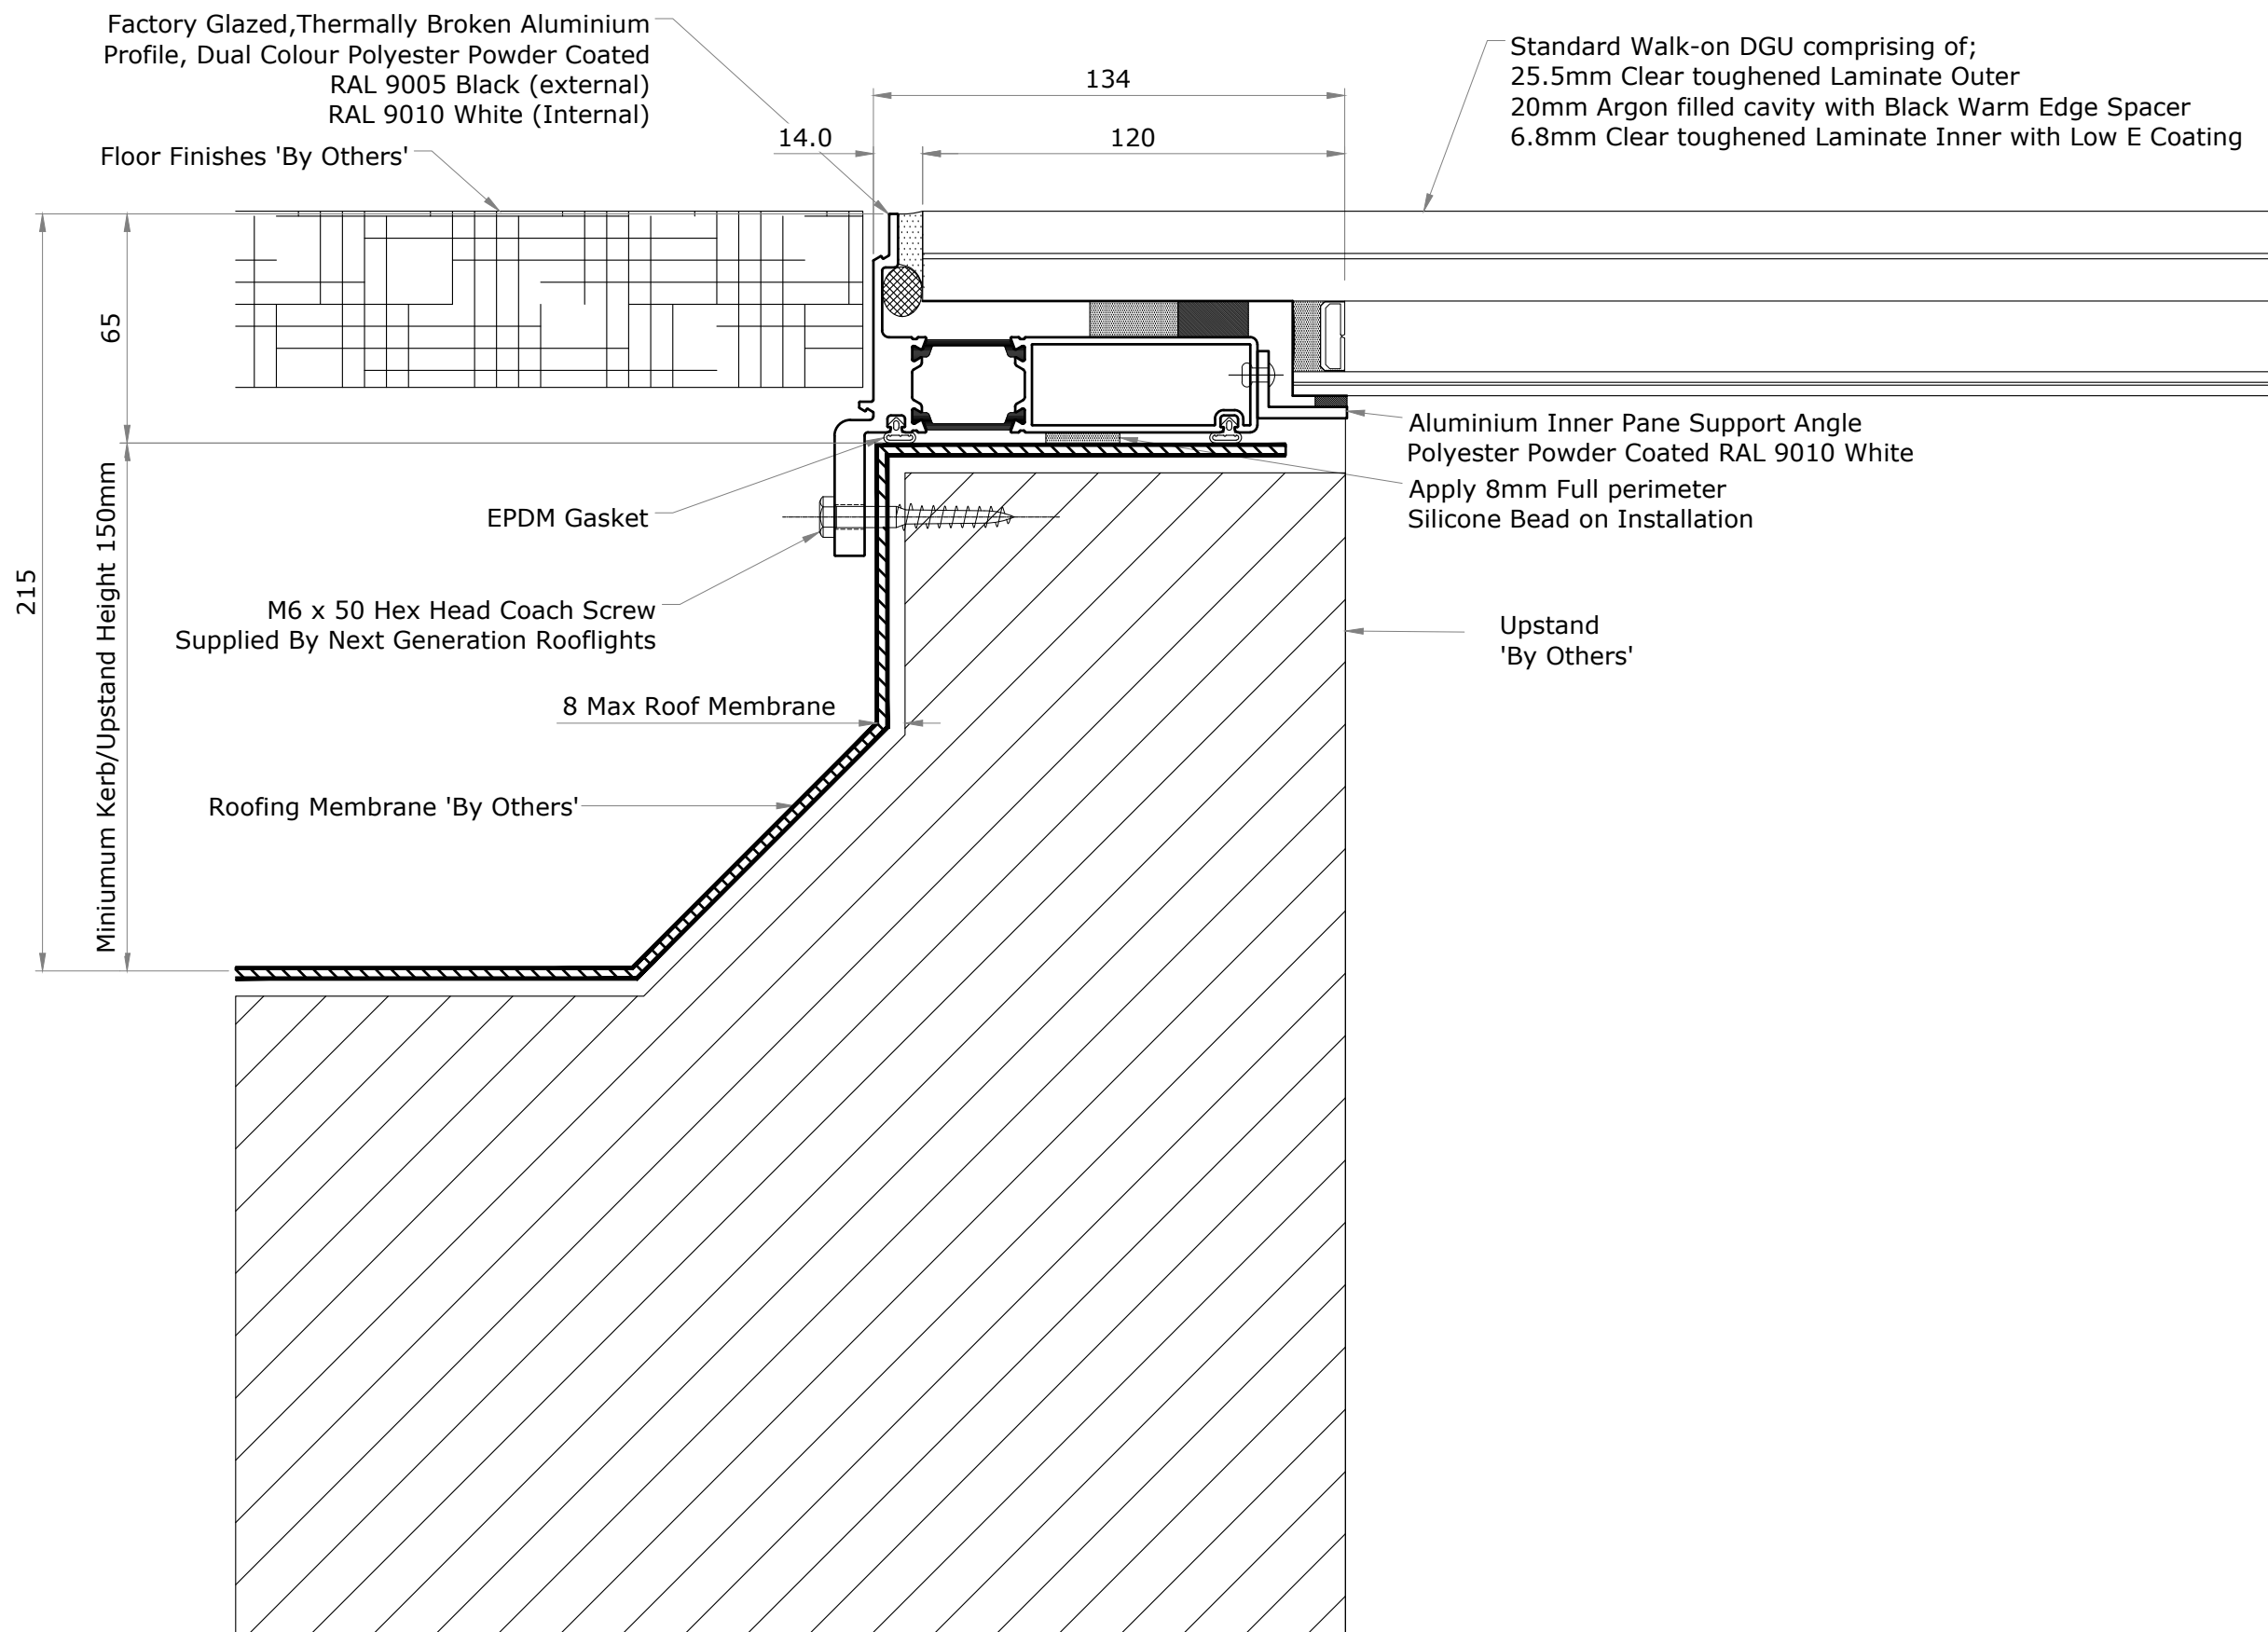 Factory Glazed,Thermally Broken Aluminium
Profile, Dual Colour Polyester Powder Coated
RAL 9005 Black (external)
RAL 9010 White (Internal)
Floor Finishes 'By Others'
134
14.0
120
Standard Walk-on DGU comprising of;
25.5mm Clear toughened Laminate Outer
20mm Argon filled cavity with Black Warm Edge Spacer
6.8mm Clear toughened Laminate Inner with Low E Coating
65
215
Miniumum Kerb/Upstand Height 150mm
Aluminium Inner Pane Support Angle
Polyester Powder Coated RAL 9010 White
Apply 8mm Full perimeter
Silicone Bead on Installation
EPDM Gasket
M6 x 50 Hex Head Coach Screw
Supplied By Next Generation Rooflights
Upstand
'By Others'
8 Max Roof Membrane
Roofing Membrane 'By Others'